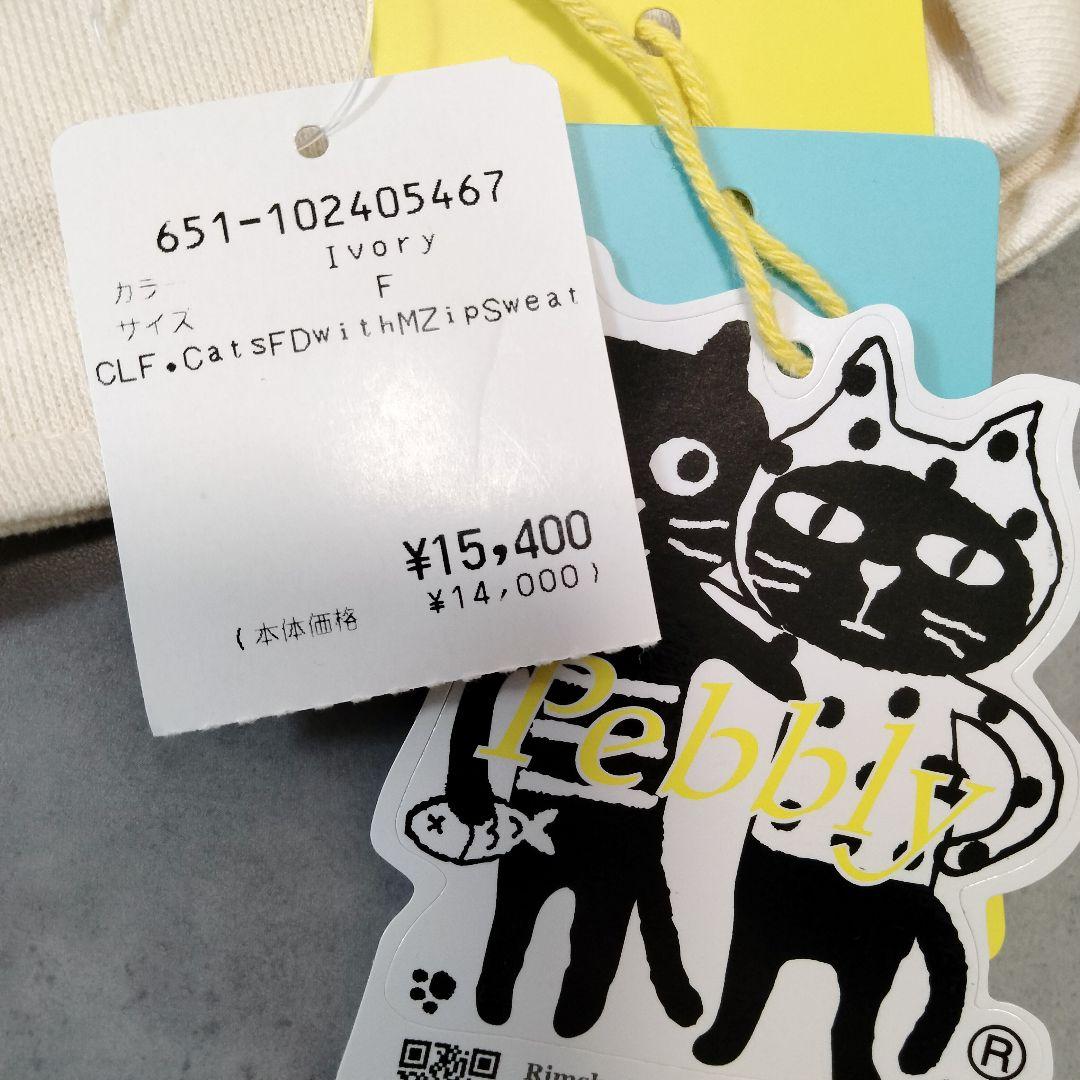 651-102405467
カラー Ivory
サイズ F
CLF.CatsFDwithMZipSweat
¥15,400
(本体価格 ¥14,000)
Pebbly
®